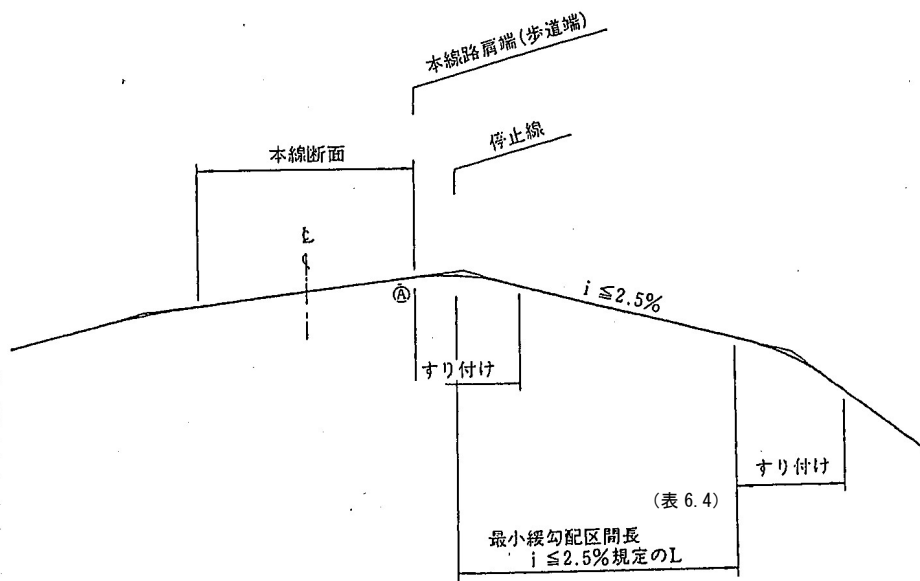 本線路肩端(歩道端)
停止線
本線断面
℄
Ⓐ
i ≦2.5%
すり付け
すり付け
(表 6.4)
最小緩勾配区間長
i ≦2.5%規定のL